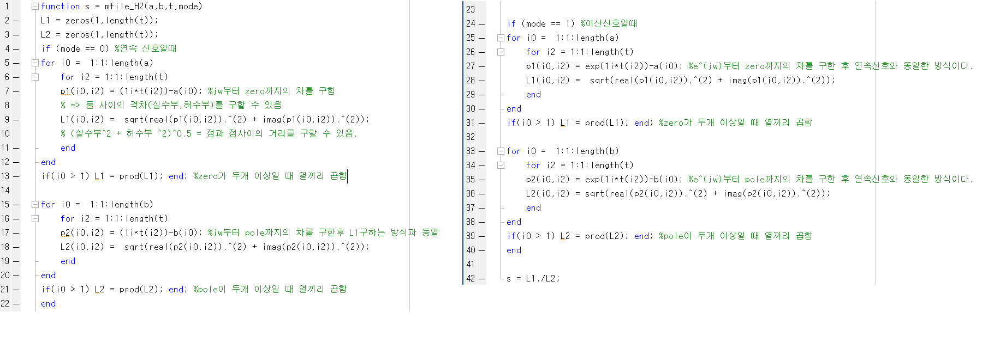 1 function s = mfile_H2(a,b,t,mode)
2 L1 = zeros(1,length(t));
3 L2 = zeros(1,length(t));
4 if (mode == 0) %연속 신호일때
5 for i0 =  1:1:length(a)
6 for i2 = 1:1:length(t)
7 p1(i0,i2) = (1i*t(i2))-a(i0); %jw부터 zero까지의 차를 구함
8 % => 둘 사이의 격차(실수부,허수부)를 구할 수 있음
9 L1(i0,i2) =  sqrt(real(p1(i0,i2)).^(2) + imag(p1(i0,i2)).^(2));
10 % (실수부^2 + 허수부 ^2)^0.5 = 점과 점사이의 거리를 구할 수 있음.
11 end
12 end
13 if(i0 > 1) L1 = prod(L1); end; %zero가 두개 이상일 때 열끼리 곱함
14
15 for i0 =  1:1:length(b)
16 for i2 = 1:1:length(t)
17 p2(i0,i2) = (1i*t(i2))-b(i0); %jw부터 pole까지의 차를 구한후 L1구하는 방식과 동일
18 L2(i0,i2) =  sqrt(real(p2(i0,i2)).^(2) + imag(p2(i0,i2)).^(2));
19 end
20 end
21 if(i0 > 1) L2 = prod(L2); end; %pole이 두개 이상일 때 열끼리 곱함
22 end
23
24 if (mode == 1) %이산신호일때
25 for i0 =  1:1:length(a)
26 for i2 = 1:1:length(t)
27 p1(i0,i2) = exp(1i*t(i2))-a(i0); %e^(jw)부터 zero까지의 차를 구한 후 연속신호와 동일한 방식이다.
28 L1(i0,i2) =  sqrt(real(p1(i0,i2)).^(2) + imag(p1(i0,i2)).^(2));
29 end
30 end
31 if(i0 > 1) L1 = prod(L1); end; %zero가 두개 이상일 때 열끼리 곱함
32
33 for i0 =  1:1:length(b)
34 for i2 = 1:1:length(t)
35 p2(i0,i2) = exp(1i*t(i2))-b(i0); %e^(jw)부터 pole까지의 차를 구한 후 연속신호와 동일한 방식이다.
36 L2(i0,i2) = sqrt(real(p2(i0,i2)).^(2) + imag(p2(i0,i2)).^(2));
37 end
38 end
39 if(i0 > 1) L2 = prod(L2); end; %pole이 두개 이상일 때 열끼리 곱함
40 end
41
42 s = L1./L2;